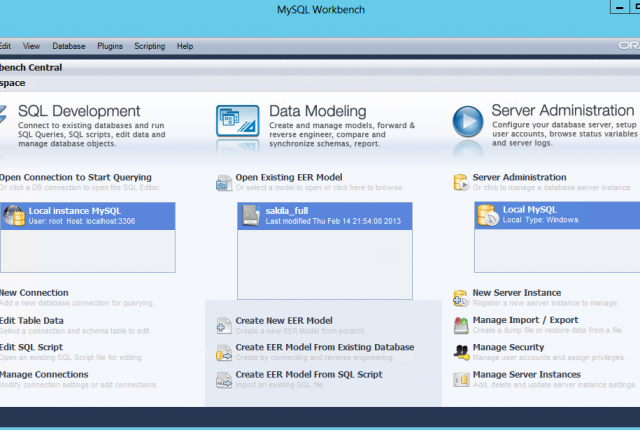 MySQL Workbench
Edit View Database Plugins Scripting Help
ORA
bench Central
space
SQL Development
Connect to existing databases and run
SQL Queries, SQL scripts, edit data and
manage database objects.
Open Connection to Start Querying
Or click a DB connection to open the SQL Editor.
Local instance MySQL
User: root Host: localhost:3306
New Connection
Add a new database connection for querying.
Edit Table Data
Select a connection and schema table to edit.
Edit SQL Script
Open an existing SQL Script file for editing.
Manage Connections
Modify connection settings or add connections.
Data Modeling
Create and manage models, forward &
reverse engineer, compare and
synchronize schemas, report.
Open Existing EER Model
Or select a model to open or click here to browse.
sakila_full
Last modified Thu Feb 14 21:54:08 2013
Create New EER Model
Create a new EER Model from scratch.
Create EER Model From Existing Database
Create by connecting and reverse engineering.
Create EER Model From SQL Script
Import an existing SQL file.
Server Administration
Configure your database server, setup
user accounts, browse status variables
and server logs.
Server Administration
Or click to manage a database server instance.
Local MySQL
Local Type: Windows
New Server Instance
Register a new server instance to manage.
Manage Import / Export
Create a dump file or restore data from a file.
Manage Security
Manage user accounts and assign privileges.
Manage Server Instances
Add, delete and update server instance settings.